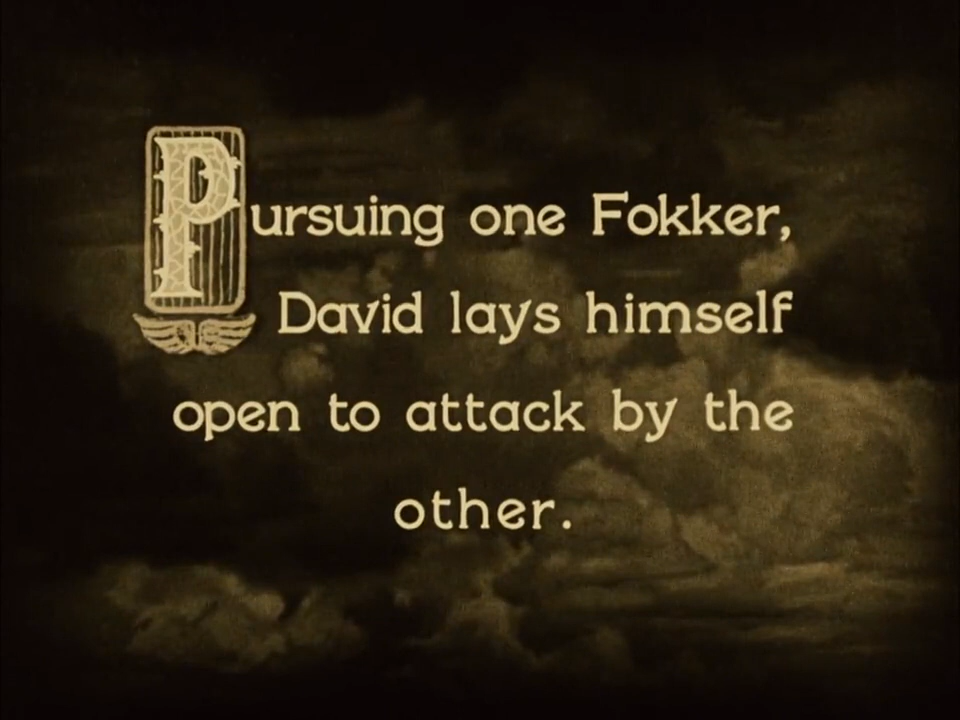 Pursuing one Fokker,
David lays himself
open to attack by the
other.